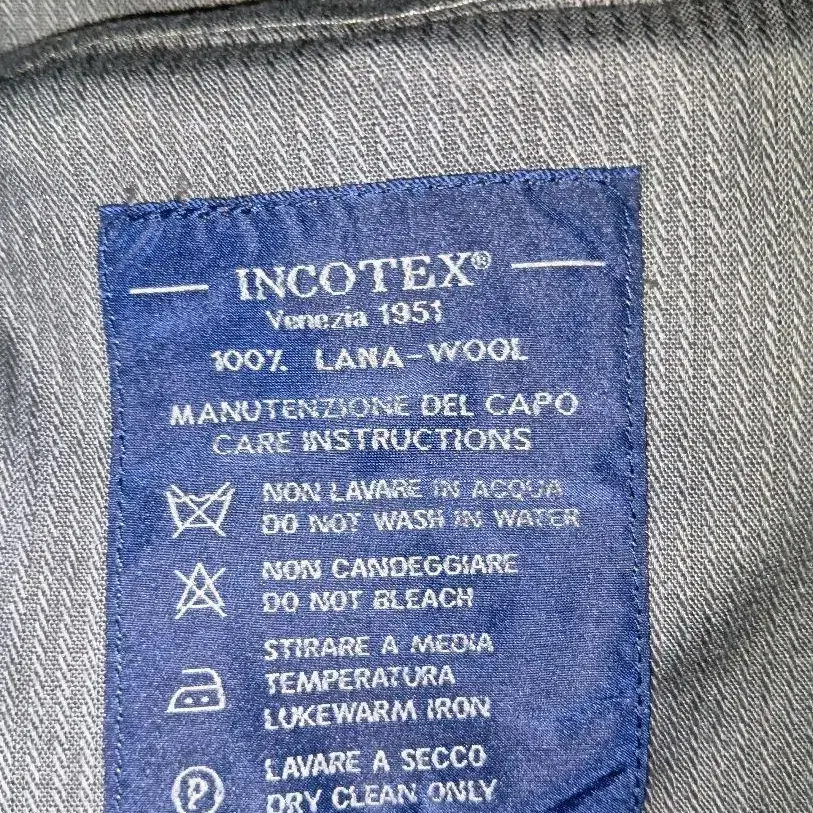 INCOTEX®
Venezia 1951
100% LANA-WOOL
MANUTENZIONE DEL CAPO
CARE INSTRUCTIONS
NON LAVARE IN ACQUA
DO NOT WASH IN WATER
NON CANDEGGIARE
DO NOT BLEACH
STIRARE A MEDIA
TEMPERATURA
LUKEWARM IRON
LAVARE A SECCO
P
DRY CLEAN ONLY